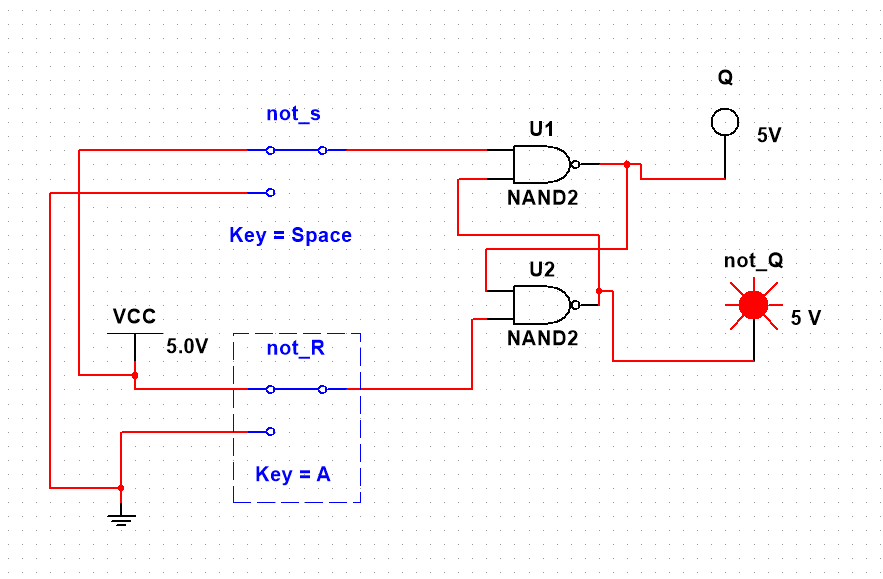 Q
5V
not_s
U1
NAND2
Key = Space
not_Q
5 V
U2
NAND2
VCC
5.0V
not_R
Key = A